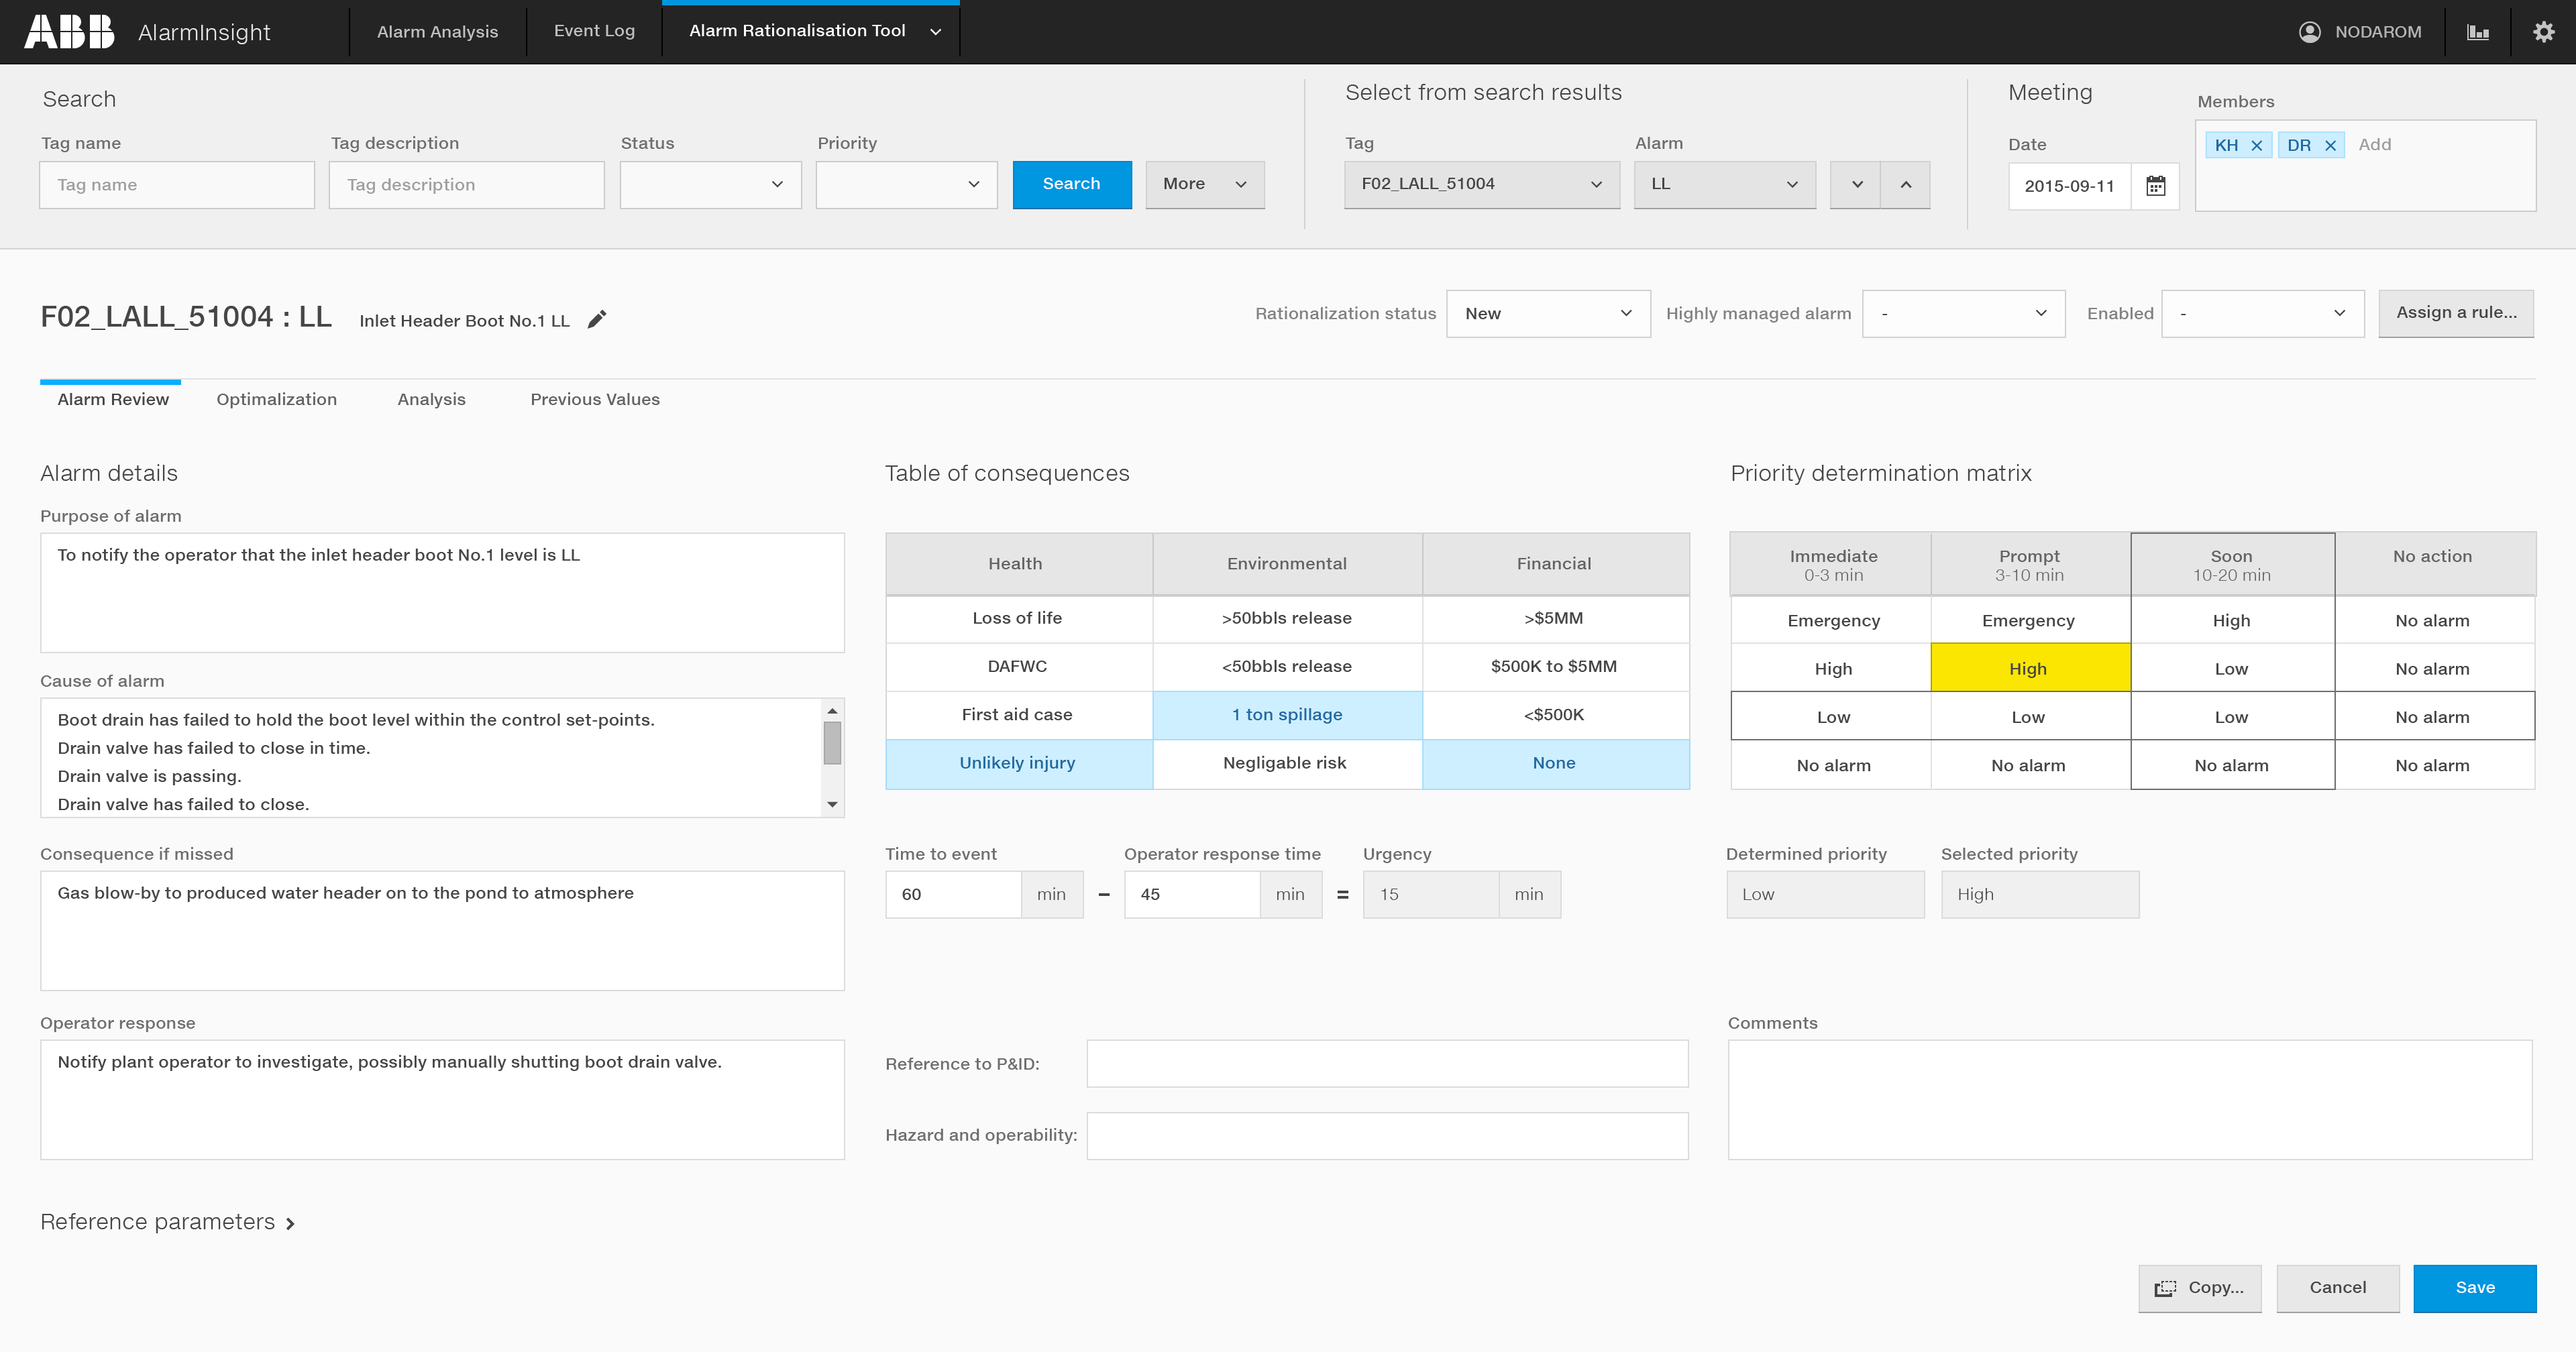 ABB AlarmInsight Alarm Analysis Event Log Alarm Rationalisation Tool NODAROM
Search
Tag name Tag description Status Priority
Tag name Tag description Search More
Select from search results
Tag Alarm
F02_LALL_51004 LL
Meeting
Date Members
2015-09-11 KH DR Add
F02_LALL_51004 : LL Inlet Header Boot No.1 LL
Rationalization status New Highly managed alarm - Enabled - Assign a rule...
Alarm Review Optimalization Analysis Previous Values
Alarm details
Purpose of alarm
To notify the operator that the inlet header boot No.1 level is LL
Cause of alarm
Boot drain has failed to hold the boot level within the control set-points.
Drain valve has failed to close in time.
Drain valve is passing.
Drain valve has failed to close.
Consequence if missed
Gas blow-by to produced water header on to the pond to atmosphere
Operator response
Notify plant operator to investigate, possibly manually shutting boot drain valve.
Table of consequences
Health Environmental Financial
Loss of life >50bbls release >$5MM
DAFWC <50bbls release $500K to $5MM
First aid case 1 ton spillage <$500K
Unlikely injury Negligable risk None
Time to event Operator response time Urgency
60 min – 45 min = 15 min
Reference to P&ID:
Hazard and operability:
Priority determination matrix
Immediate Prompt Soon No action
0-3 min 3-10 min 10-20 min
Emergency Emergency High No alarm
High High Low No alarm
Low Low Low No alarm
No alarm No alarm No alarm No alarm
Determined priority Selected priority
Low High
Comments
Reference parameters
Copy... Cancel Save